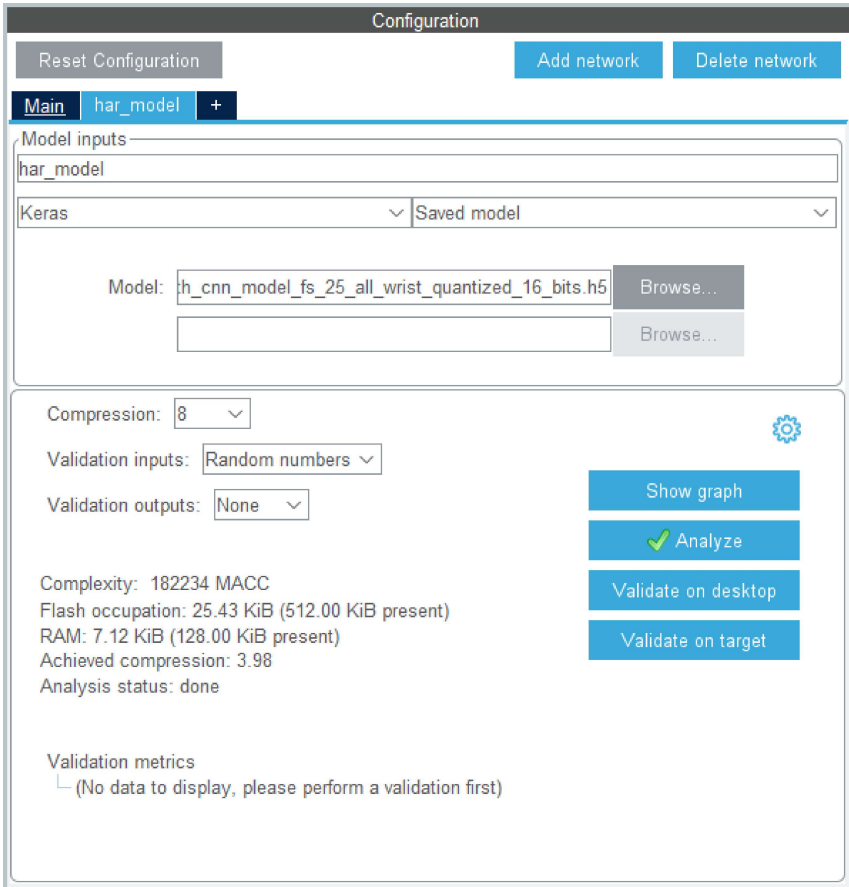 Configuration
Reset Configuration Add network Delete network
Main har_model +
Model inputs
har_model
Keras Saved model
Model: :h_cnn_model_fs_25_all_wrist_quantized_16_bits.h5 Browse...
Browse...
Compression: 8
Validation inputs: Random numbers
Validation outputs: None
Show graph
Analyze
Validate on desktop
Validate on target
Complexity: 182234 MACC
Flash occupation: 25.43 KiB (512.00 KiB present)
RAM: 7.12 KiB (128.00 KiB present)
Achieved compression: 3.98
Analysis status: done
Validation metrics
(No data to display, please perform a validation first)